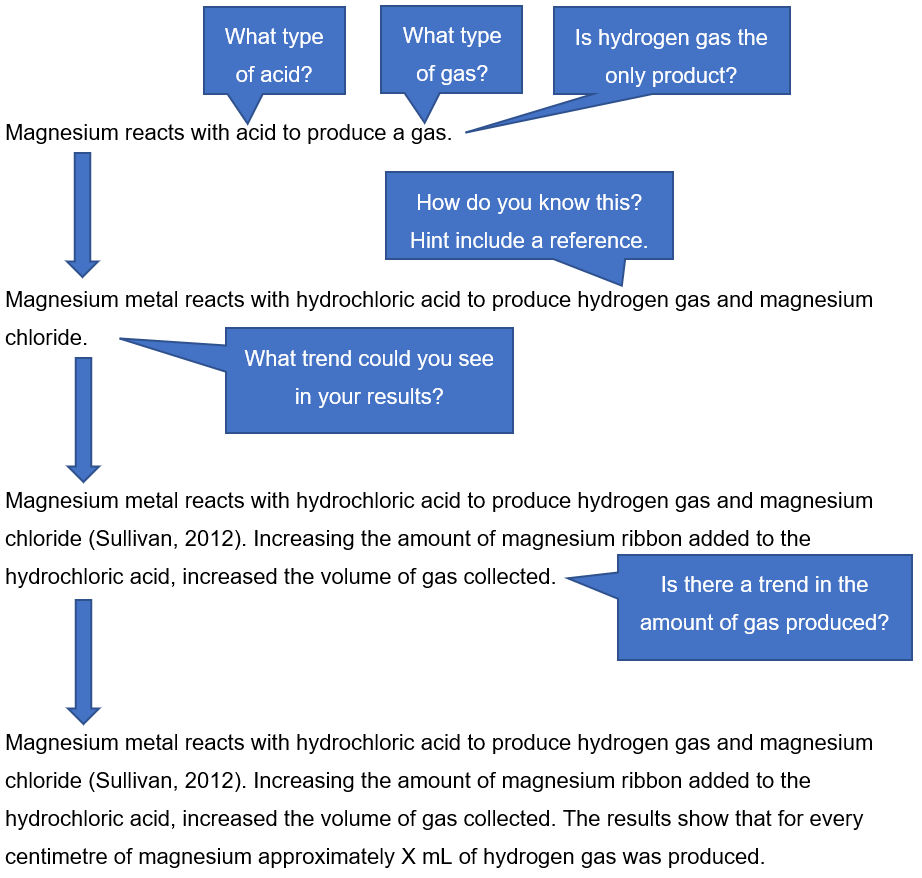 What type
of acid?
What type
of gas?
Is hydrogen gas the
only product?
Magnesium reacts with acid to produce a gas.
How do you know this?
Hint include a reference.
Magnesium metal reacts with hydrochloric acid to produce hydrogen gas and magnesium
chloride.
What trend could you see
in your results?
Magnesium metal reacts with hydrochloric acid to produce hydrogen gas and magnesium
chloride (Sullivan, 2012). Increasing the amount of magnesium ribbon added to the
hydrochloric acid, increased the volume of gas collected.
Is there a trend in the
amount of gas produced?
Magnesium metal reacts with hydrochloric acid to produce hydrogen gas and magnesium
chloride (Sullivan, 2012). Increasing the amount of magnesium ribbon added to the
hydrochloric acid, increased the volume of gas collected. The results show that for every
centimetre of magnesium approximately X mL of hydrogen gas was produced.